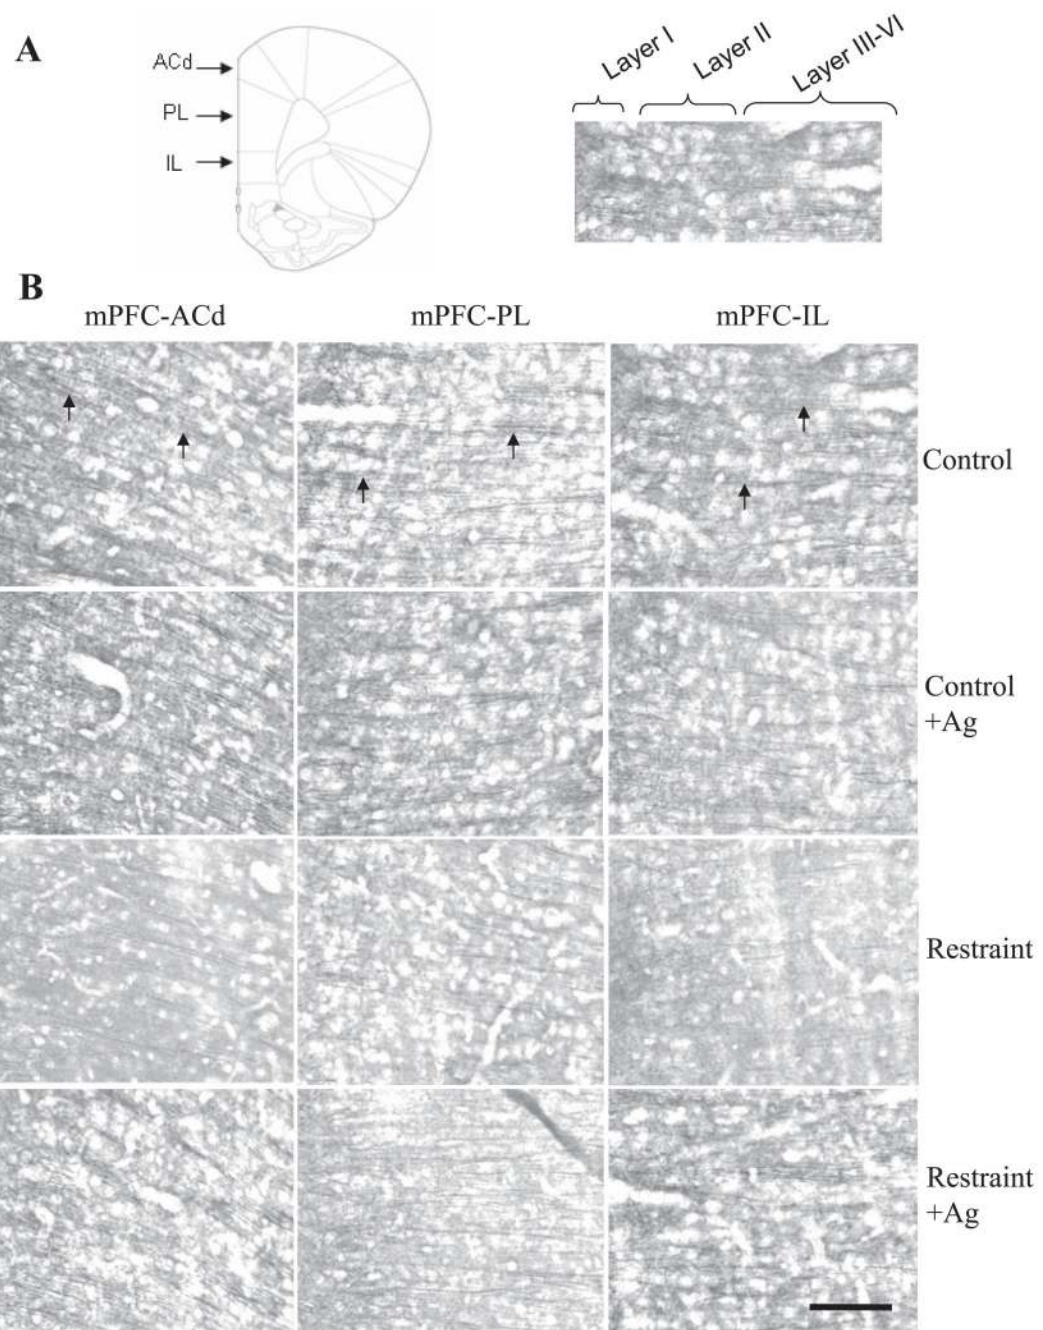 A
ACd
PL
IL
Layer I
Layer II
Layer III-VI
B
mPFC-ACd
mPFC-PL
mPFC-IL
Control
Control
+Ag
Restraint
Restraint
+Ag